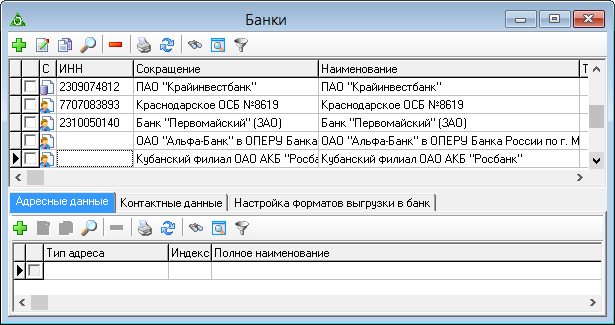 Банки
С ИНН Сокращение Наименование Т
2309074812 ПАО "Крайинвестбанк" ПАО "Крайинвестбанк"
7707083893 Краснодарское ОСБ №8619 Краснодарское ОСБ №8619
2310050140 Банк "Первомайский" (ЗАО) Банк "Первомайский" (ЗАО)
ОАО "Альфа-Банк" в ОПЕРУ Банка ОАО "Альфа-Банк" в ОПЕРУ Банка России по г. М
Кубанский филиал ОАО АКБ "Росба Кубанский филиал ОАО АКБ "Росбанк"
Адресные данные Контактные данные Настройка форматов выгрузки в банк
Тип адреса Индекс Полное наименование